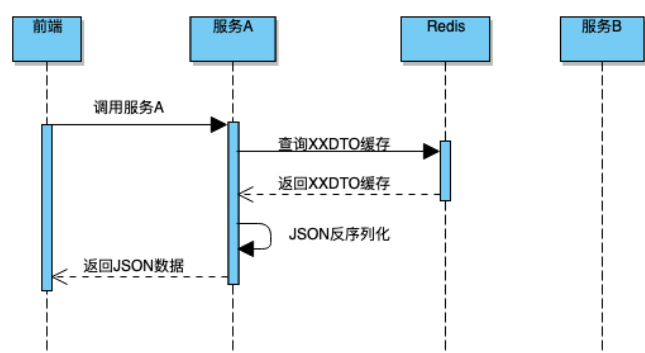 前端
服务A
Redis
服务B
调用服务A
查询XXDTO缓存
返回XXDTO缓存
JSON反序列化
返回JSON数据